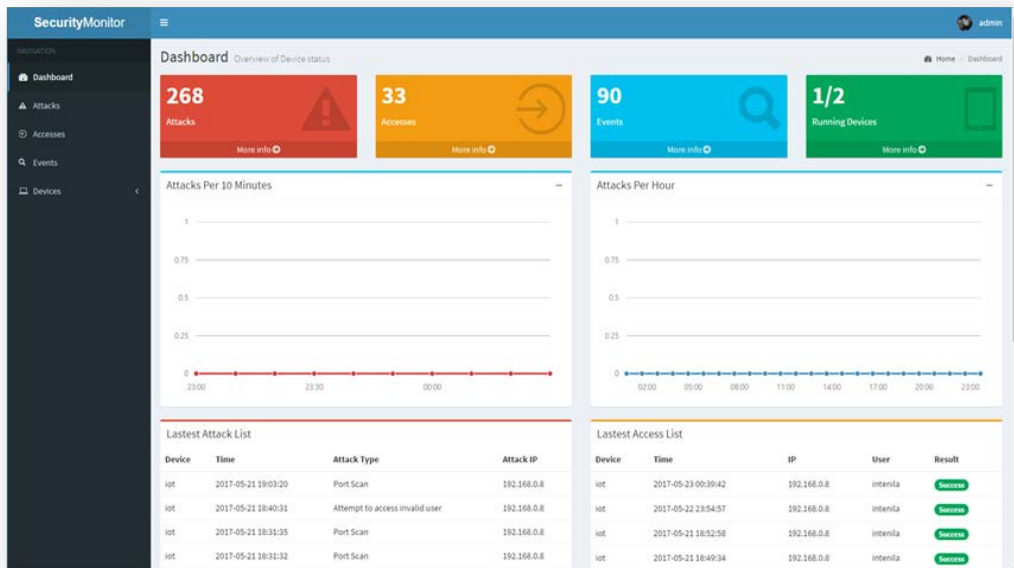 SecurityMonitor
admin
NAVIGATION
Dashboard
Attacks
Accesses
Events
Devices
Dashboard Overview of Device status
Home > Dashboard
268
Attacks
More info
33
Accesses
More info
90
Events
More info
1/2
Running Devices
More info
Attacks Per 10 Minutes
1
0.75
0.5
0.25
0
23:00 23:30 00:00
Attacks Per Hour
1
0.75
0.5
0.25
0
02:00 05:00 08:00 11:00 14:00 17:00 20:00 23:00
Lastest Attack List
Device Time Attack Type Attack IP
iot 2017-05-21 19:03:20 Port Scan 192.168.0.8
iot 2017-05-21 18:40:31 Attempt to access invalid user 192.168.0.8
iot 2017-05-21 18:31:35 Port Scan 192.168.0.8
iot 2017-05-21 18:31:32 Port Scan 192.168.0.8
Lastest Access List
Device Time IP User Result
iot 2017-05-23 00:39:42 192.168.0.8 intenila Success
iot 2017-05-22 23:54:57 192.168.0.8 intenila Success
iot 2017-05-21 18:52:58 192.168.0.8 intenila Success
iot 2017-05-21 18:49:34 192.168.0.8 intenila Success